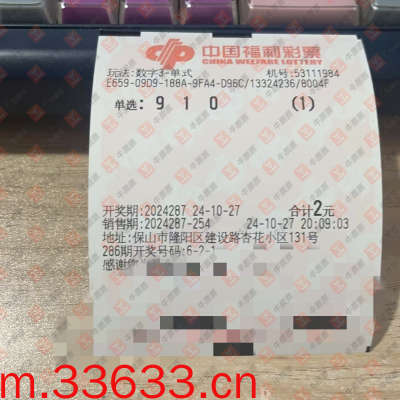 中国福利彩票
CHINA WELFARE LOTTERY
玩法:数字3-单式 机号:53111984
E659-09D9-188A-9FA4-D96C/13324236/8004F
单选: 9 1 0 (1)
开奖期:2024287 24-10-27 合计2元
销售期:2024287-254 24-10-27 20:09:03
地址:保山市隆阳区建设路杏花小区131号
286期开奖号码:6-2-1
感谢您
m.33633.cn